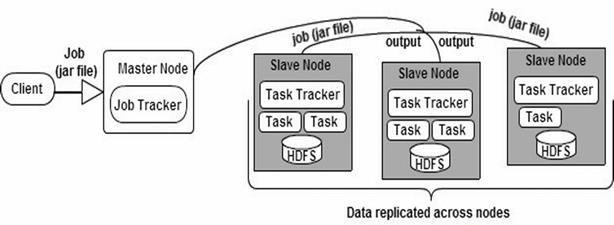 Client
Job
(jar file)
Master Node
Job Tracker
job (jar file)
output
output
job (jar file)
Slave Node
Task Tracker
Task
Task
HDFS
Slave Node
Task Tracker
Task
Task
HDFS
Slave Node
Task Tracker
Task
HDFS
Data replicated across nodes